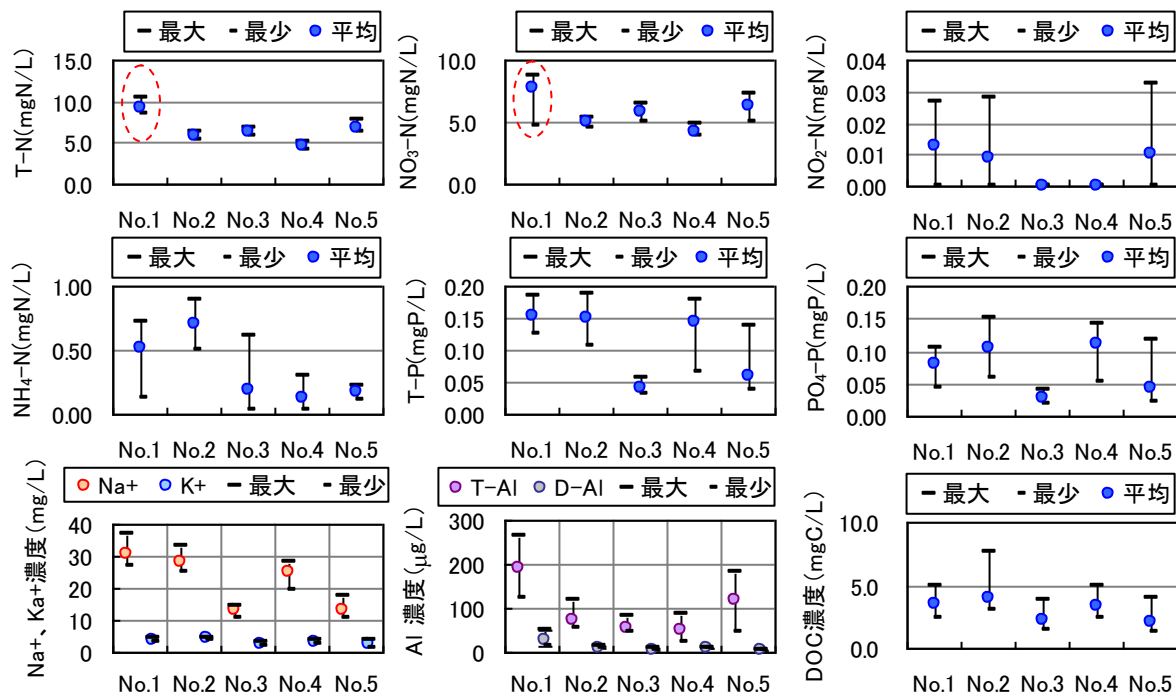 最大 最少 平均
T-N(mgN/L)
15.0
10.0
5.0
0.0
No.1 No.2 No.3 No.4 No.5
最大 最少 平均
NO₃-N(mgN/L)
10.0
5.0
0.0
No.1 No.2 No.3 No.4 No.5
最大 最少 平均
NO₂-N(mgN/L)
0.04
0.03
0.02
0.01
0.00
No.1 No.2 No.3 No.4 No.5
最大 最少 平均
NH₄-N(mgN/L)
1.00
0.50
0.00
No.1 No.2 No.3 No.4 No.5
最大 最少 平均
T-P(mgP/L)
0.20
0.15
0.10
0.05
0.00
No.1 No.2 No.3 No.4 No.5
最大 最少 平均
PO₄-P(mgP/L)
0.20
0.15
0.10
0.05
0.00
No.1 No.2 No.3 No.4 No.5
Na+ K+ 最大 最少
Na+、Ka+濃度(mg/L)
40
30
20
10
0
No.1 No.2 No.3 No.4 No.5
T-Al D-Al 最大 最少
Al 濃度(μg/L)
300
200
100
0
No.1 No.2 No.3 No.4 No.5
最大 最少 平均
DOC濃度(mgC/L)
10.0
5.0
0.0
No.1 No.2 No.3 No.4 No.5